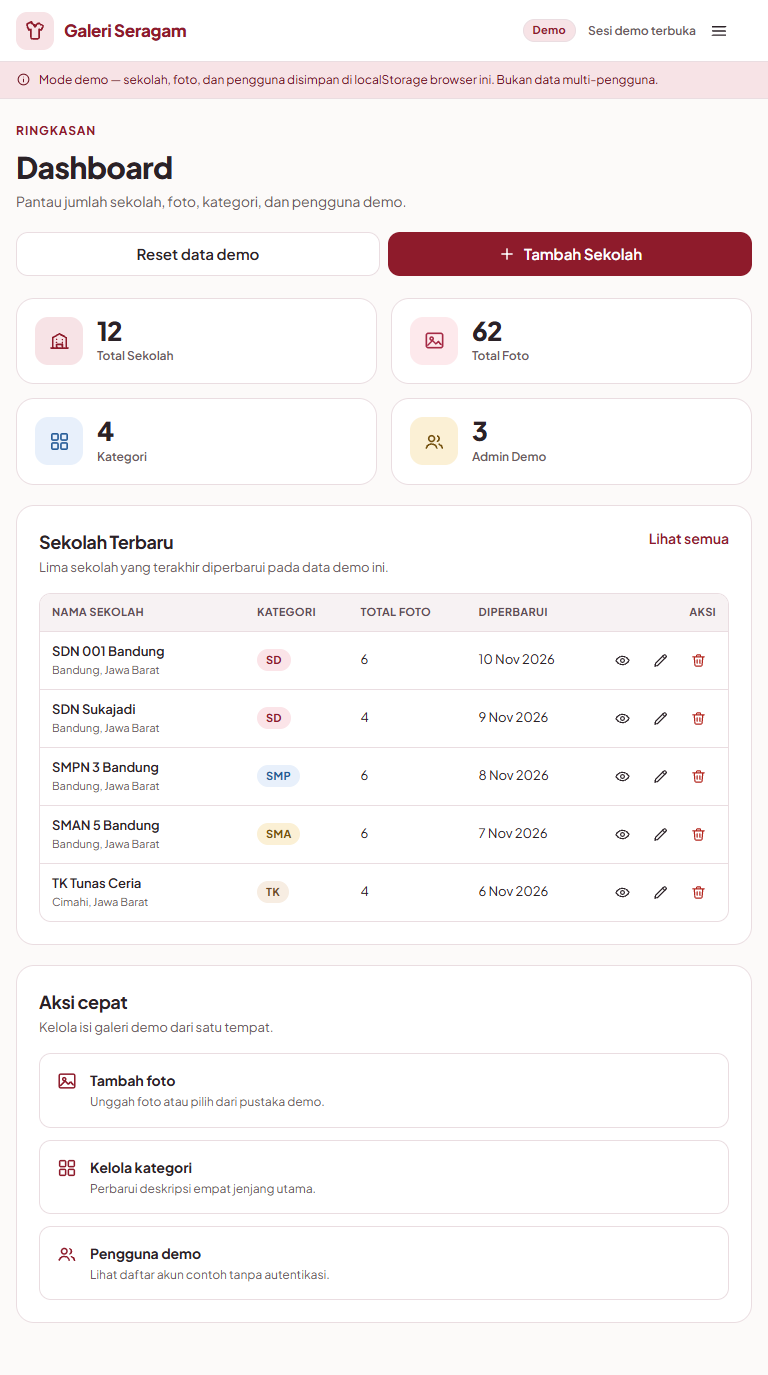 Galeri Seragam
Demo
Sesi demo terbuka
Mode demo — sekolah, foto, dan pengguna disimpan di localStorage browser ini. Bukan data multi-pengguna.
RINGKASAN
Dashboard
Pantau jumlah sekolah, foto, kategori, dan pengguna demo.
Reset data demo
Tambah Sekolah
12
Total Sekolah
62
Total Foto
4
Kategori
3
Admin Demo
Sekolah Terbaru
Lihat semua
Lima sekolah yang terakhir diperbarui pada data demo ini.
NAMA SEKOLAH KATEGORI TOTAL FOTO DIPERBARUI AKSI
SDN 001 Bandung
Bandung, Jawa Barat
SD 6 10 Nov 2026
SDN Sukajadi
Bandung, Jawa Barat
SD 4 9 Nov 2026
SMPN 3 Bandung
Bandung, Jawa Barat
SMP 6 8 Nov 2026
SMAN 5 Bandung
Bandung, Jawa Barat
SMA 6 7 Nov 2026
TK Tunas Ceria
Cimahi, Jawa Barat
TK 4 6 Nov 2026
Aksi cepat
Kelola isi galeri demo dari satu tempat.
Tambah foto
Unggah foto atau pilih dari pustaka demo.
Kelola kategori
Perbarui deskripsi empat jenjang utama.
Pengguna demo
Lihat daftar akun contoh tanpa autentikasi.